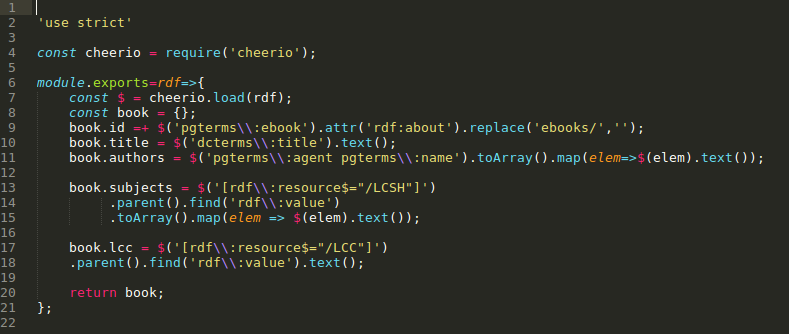 1
2 'use strict'
3
4 const cheerio = require('cheerio');
5
6 module.exports=rdf=>{
7     const $ = cheerio.load(rdf);
8     const book = {};
9     book.id =+ $('pgterms\\:ebook').attr('rdf:about').replace('ebooks/','');
10     book.title = $('dcterms\\:title').text();
11     book.authors = $('pgterms\\:agent pgterms\\:name').toArray().map(elem=>$(elem).text());
12
13     book.subjects = $('[rdf\\:resource$="/LCSH"]')
14          .parent().find('rdf\\:value')
15          .toArray().map(elem => $(elem).text());
16
17     book.lcc = $('[rdf\\:resource$="/LCC"]')
18     .parent().find('rdf\\:value').text();
19
20     return book;
21 };
22